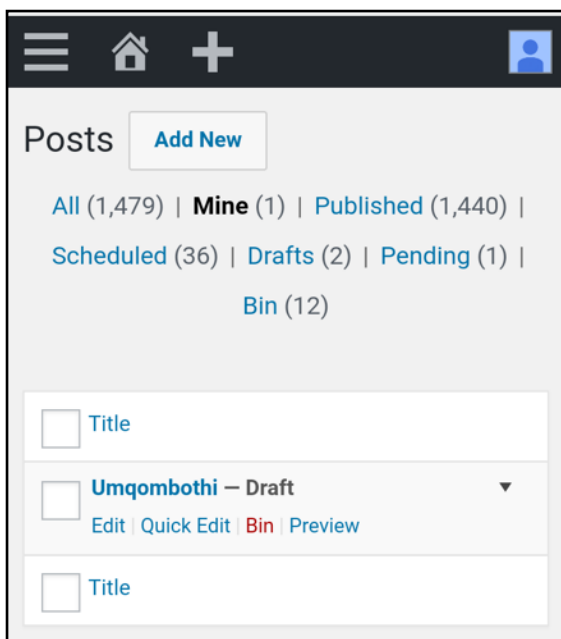 Posts Add New
All (1,479) | Mine (1) | Published (1,440) |
Scheduled (36) | Drafts (2) | Pending (1) |
Bin (12)
Title
Umqombothi — Draft
Edit | Quick Edit | Bin | Preview
Title